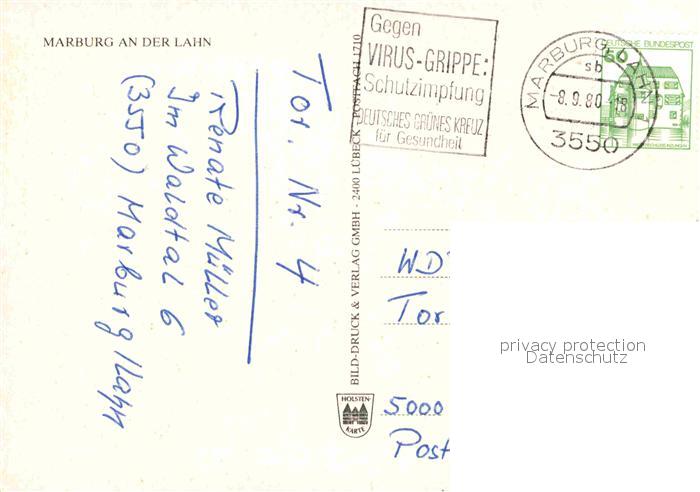 MARBURG AN DER LAHN
Tor. Nr. 4
Renate Müller
Im Waldtal 6
(3550) Marburg/Lahn
BILD-DRUCK & VERLAG GMBH - 2400 LÜBECK - POSTFACH 1710
HOLSTEN-
KARTE
Gegen
VIRUS-GRIPPE:
Schutzimpfung
DEUTSCHES GRÜNES KREUZ
für Gesundheit
MARBURG, LAHN
sb
-8.9.80-18
3550
DEUTSCHE BUNDESPOST
50
WD
Tor
5000
Post
privacy protection
Datenschutz